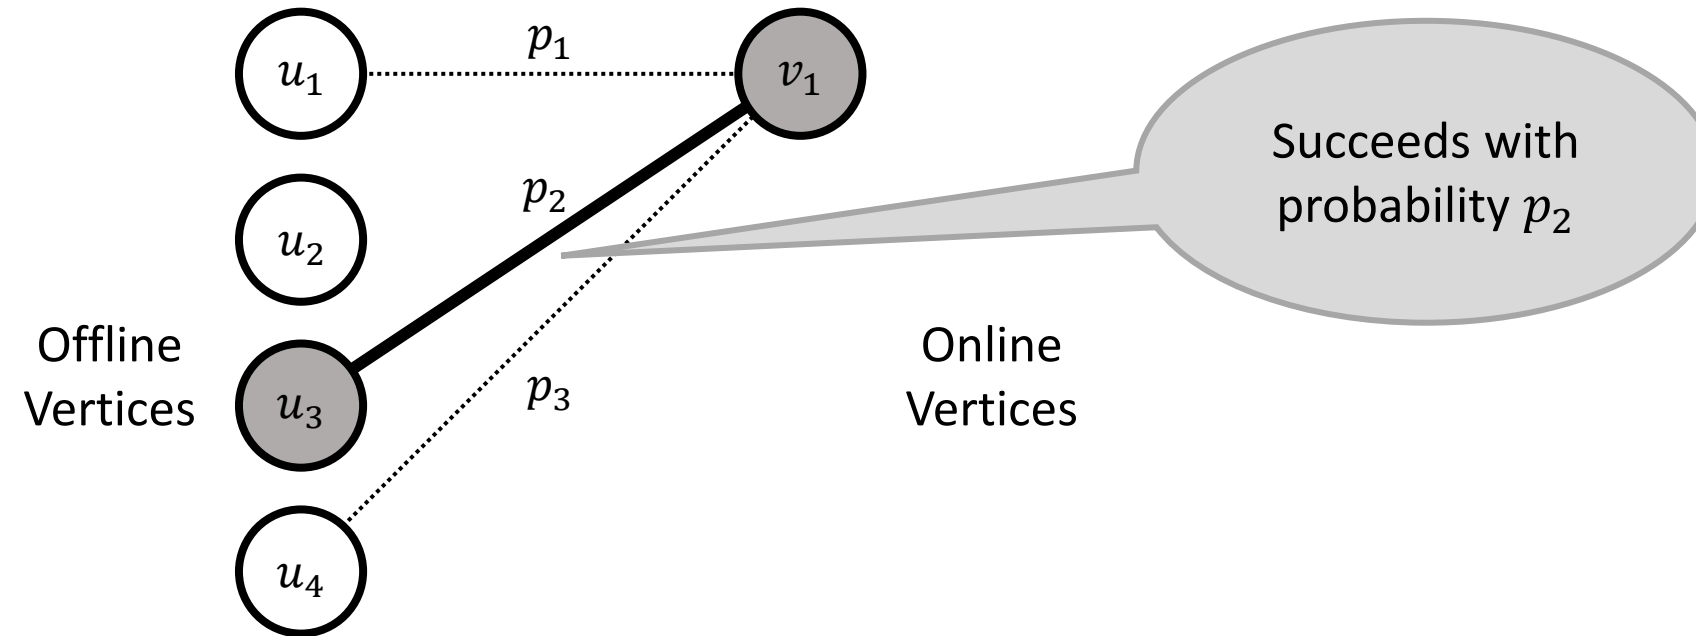 u₁
p₁
v₁
Succeeds with
probability p₂
p₂
u₂
Offline
Vertices
Online
Vertices
p₃
u₃
u₄